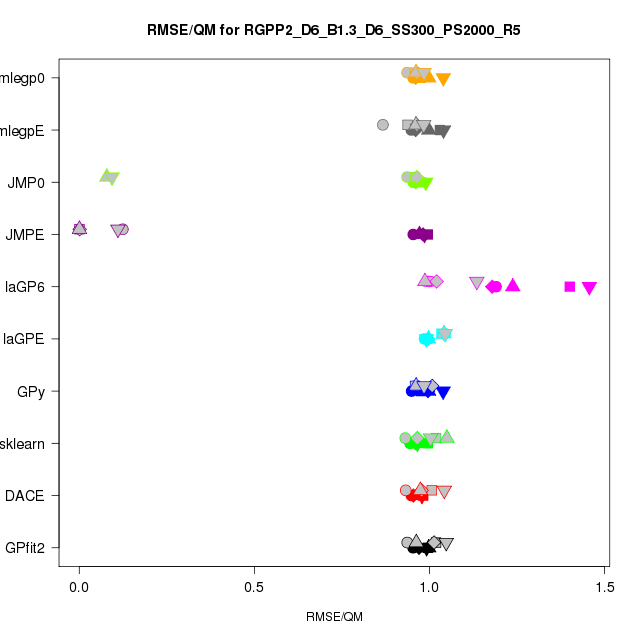 RMSE/QM for RGPP2_D6_B1.3_D6_SS300_PS2000_R5
mlegp0
mlegpE
JMP0
JMPE
laGP6
laGPE
GPy
sklearn
DACE
GPfit2
0.0 0.5 1.0 1.5
RMSE/QM